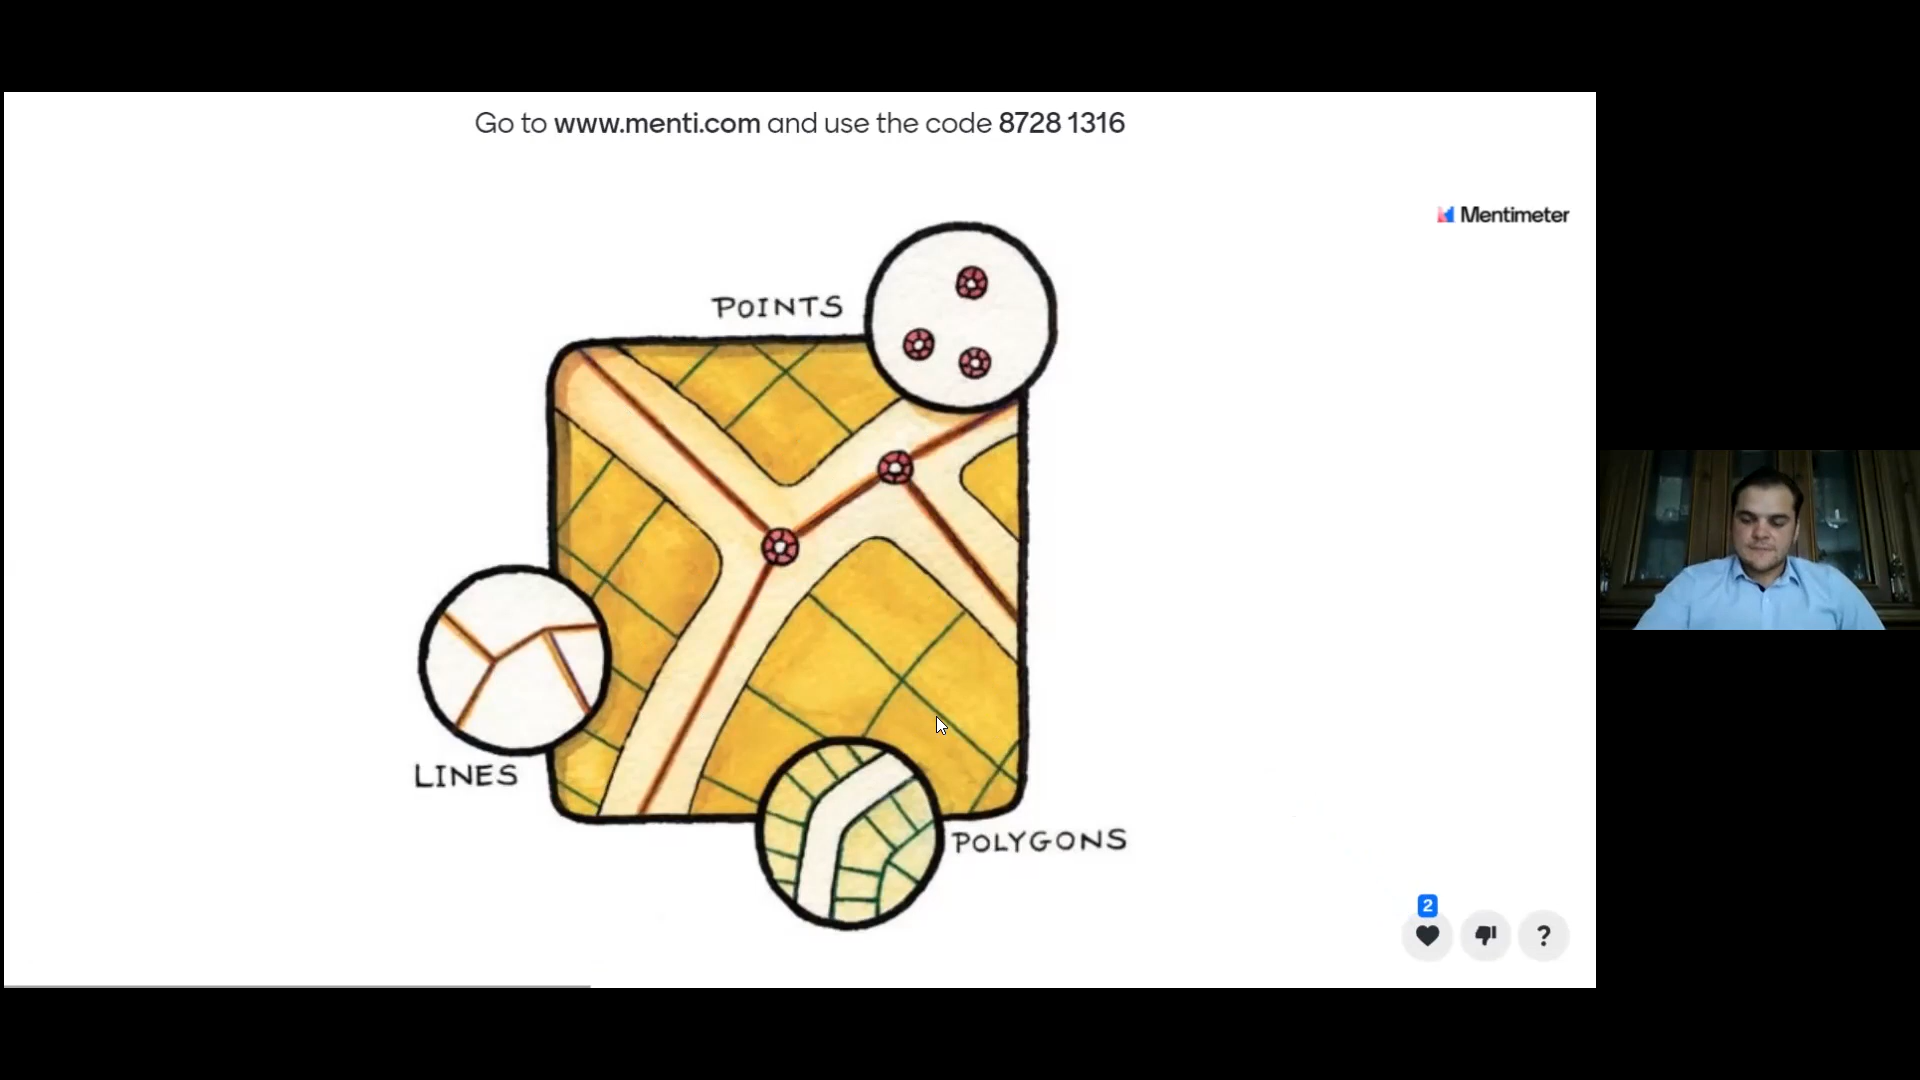 Go to www.menti.com and use the code 8728 1316
Mentimeter
POINTS
LINES
POLYGONS
2
?